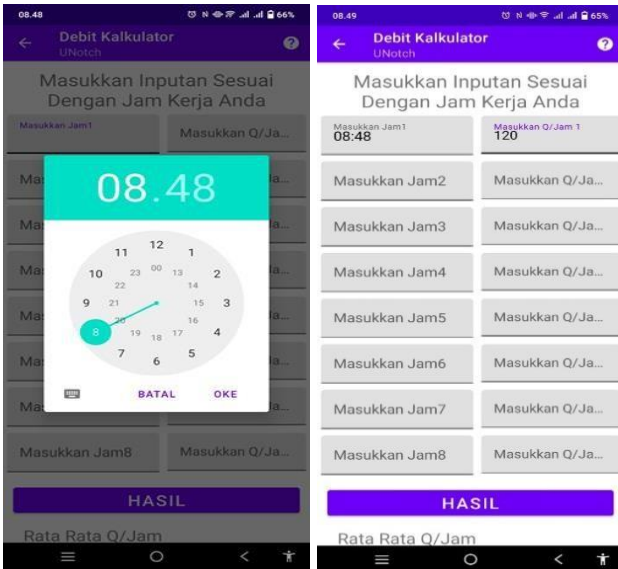 08.48
66%
Debit Kalkulator
UNotch
Masukkan Inputan Sesuai
Dengan Jam Kerja Anda
Masukkan Jam1
Masukkan Q/Ja...
08.48
12
11 1
00
23 13
10 2
22 14
9 21 15 3
20 16
8 4
19 17
18
7 5
6
BATAL OKE
Masukkan Jam8
Masukkan Q/Ja...
HASIL
Rata Rata Q/Jam
08.49
65%
Debit Kalkulator
UNotch
Masukkan Inputan Sesuai
Dengan Jam Kerja Anda
Masukkan Jam1
08:48
Masukkan Q/Jam 1
120
Masukkan Jam2
Masukkan Q/Ja...
Masukkan Jam3
Masukkan Q/Ja...
Masukkan Jam4
Masukkan Q/Ja...
Masukkan Jam5
Masukkan Q/Ja...
Masukkan Jam6
Masukkan Q/Ja...
Masukkan Jam7
Masukkan Q/Ja...
Masukkan Jam8
Masukkan Q/Ja...
HASIL
Rata Rata Q/Jam